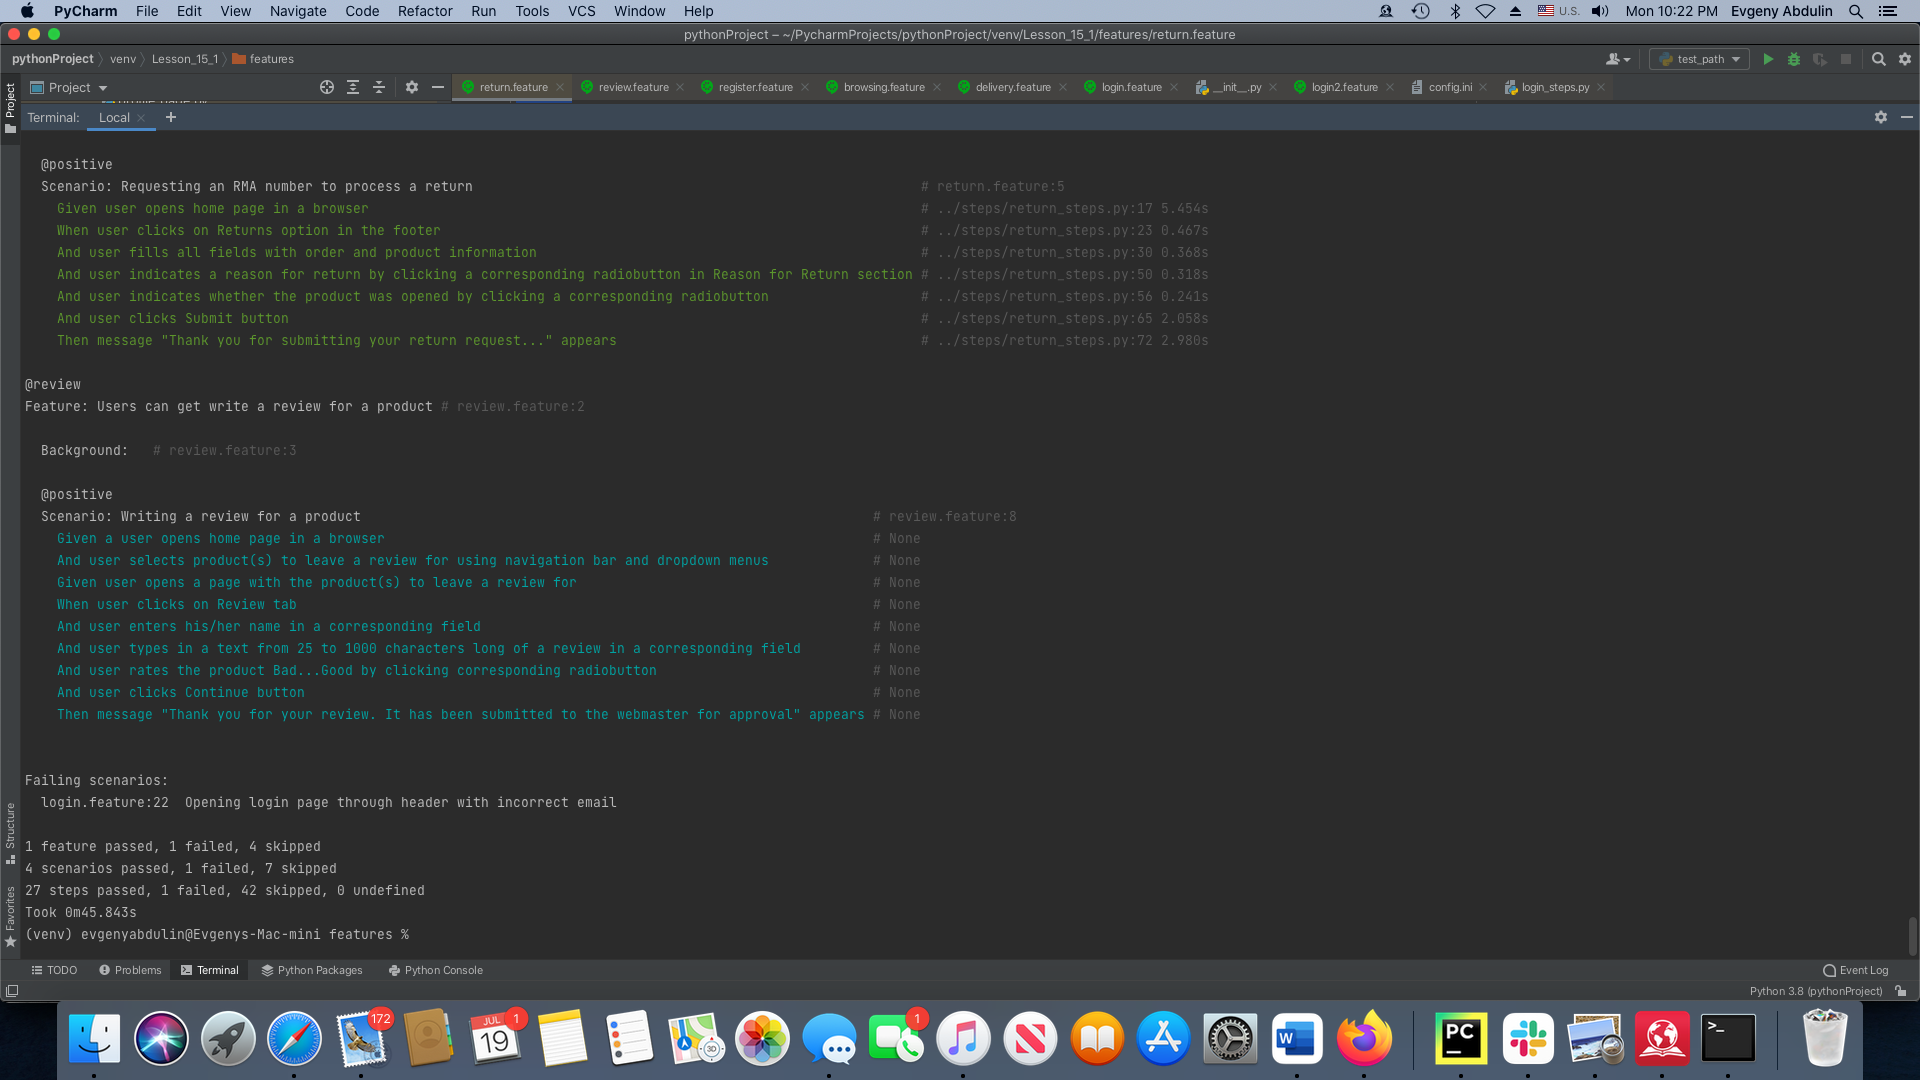 PyCharm File Edit View Navigate Code Refactor Run Tools VCS Window Help U.S. Mon 10:22 PM Evgeny Abdulin
pythonProject – ~/PycharmProjects/pythonProject/venv/Lesson_15_1/features/return.feature
pythonProject venv Lesson_15_1 features test_path
Project Project return.feature review.feature register.feature browsing.feature delivery.feature login.feature __init__.py login2.feature config.ini login_steps.py
Terminal: Local +
@positive
Scenario: Requesting an RMA number to process a return # return.feature:5
Given user opens home page in a browser # ../steps/return_steps.py:17 5.454s
When user clicks on Returns option in the footer # ../steps/return_steps.py:23 0.467s
And user fills all fields with order and product information # ../steps/return_steps.py:30 0.368s
And user indicates a reason for return by clicking a corresponding radiobutton in Reason for Return section # ../steps/return_steps.py:50 0.318s
And user indicates whether the product was opened by clicking a corresponding radiobutton # ../steps/return_steps.py:56 0.241s
And user clicks Submit button # ../steps/return_steps.py:65 2.058s
Then message "Thank you for submitting your return request..." appears # ../steps/return_steps.py:72 2.980s
@review
Feature: Users can get write a review for a product # review.feature:2
Background: # review.feature:3
@positive
Scenario: Writing a review for a product # review.feature:8
Given a user opens home page in a browser # None
And user selects product(s) to leave a review for using navigation bar and dropdown menus # None
Given user opens a page with the product(s) to leave a review for # None
When user clicks on Review tab # None
And user enters his/her name in a corresponding field # None
And user types in a text from 25 to 1000 characters long of a review in a corresponding field # None
And user rates the product Bad...Good by clicking corresponding radiobutton # None
And user clicks Continue button # None
Then message "Thank you for your review. It has been submitted to the webmaster for approval" appears # None
Failing scenarios:
login.feature:22 Opening login page through header with incorrect email
Structure
1 feature passed, 1 failed, 4 skipped
4 scenarios passed, 1 failed, 7 skipped
27 steps passed, 1 failed, 42 skipped, 0 undefined
Favorites
Took 0m45.843s
(venv) evgenyabdulin@Evgenys-Mac-mini features %
TODO Problems Terminal Python Packages Python Console Event Log
Python 3.8 (pythonProject)
172 JUL 19 1 3D 1 W PC >_